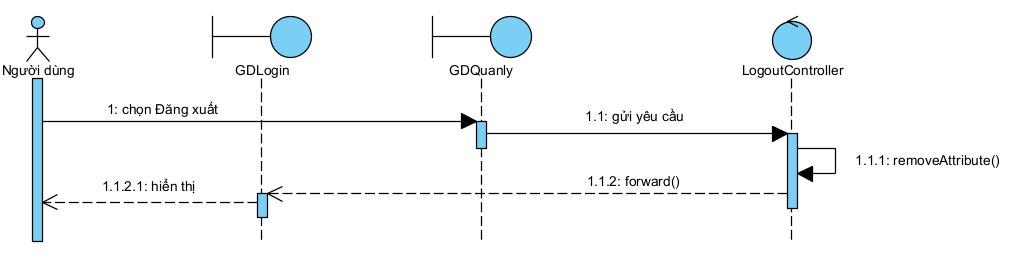 Người dùng
GDLogin
GDQuanly
LogoutController
1: chọn Đăng xuất
1.1: gửi yêu cầu
1.1.1: removeAttribute()
1.1.2: forward()
1.1.2.1: hiển thị